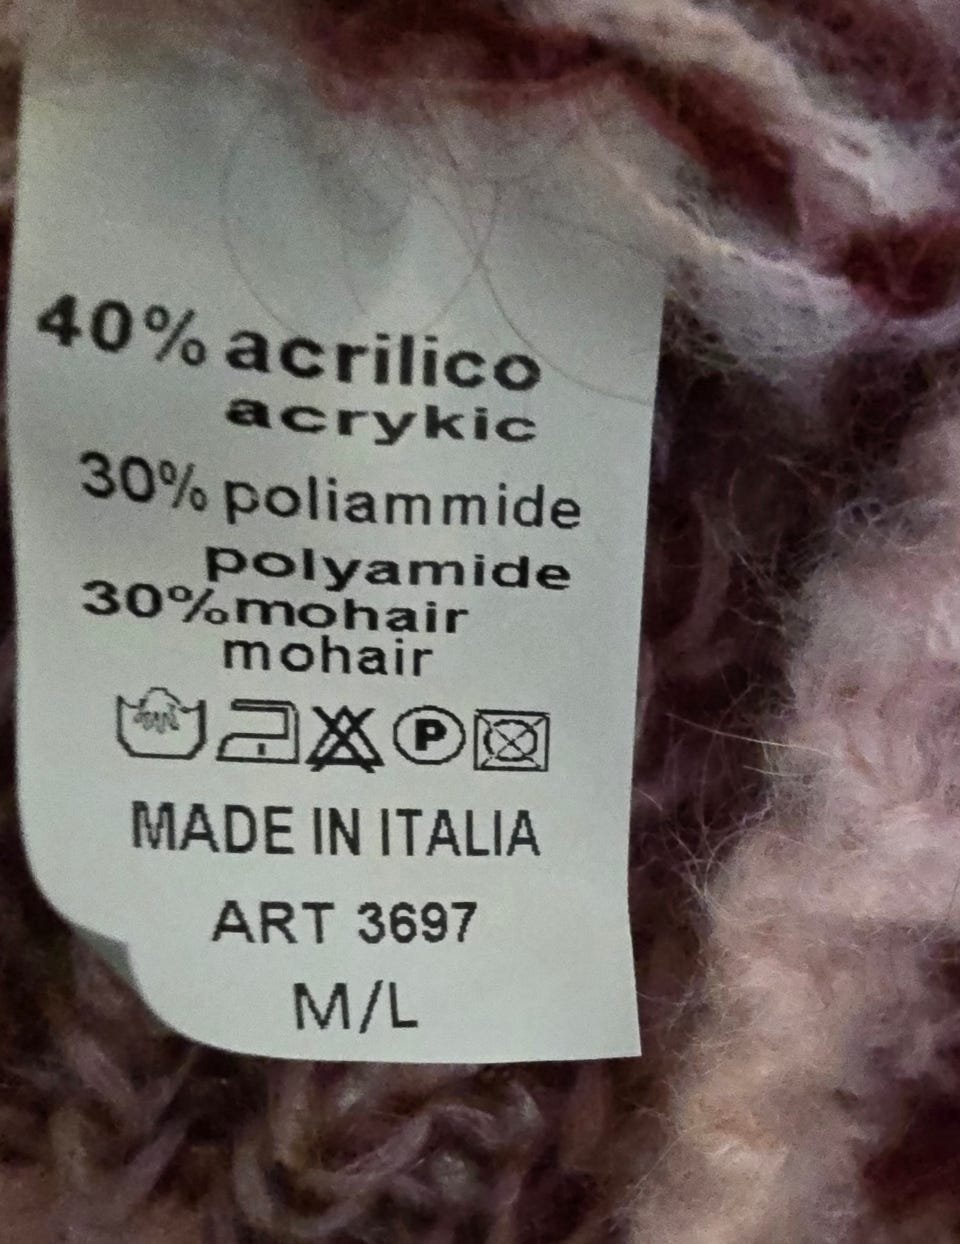 40% acrilico
acrykic
30% poliammide
polyamide
30%mohair
mohair
P
MADE IN ITALIA
ART 3697
M/L